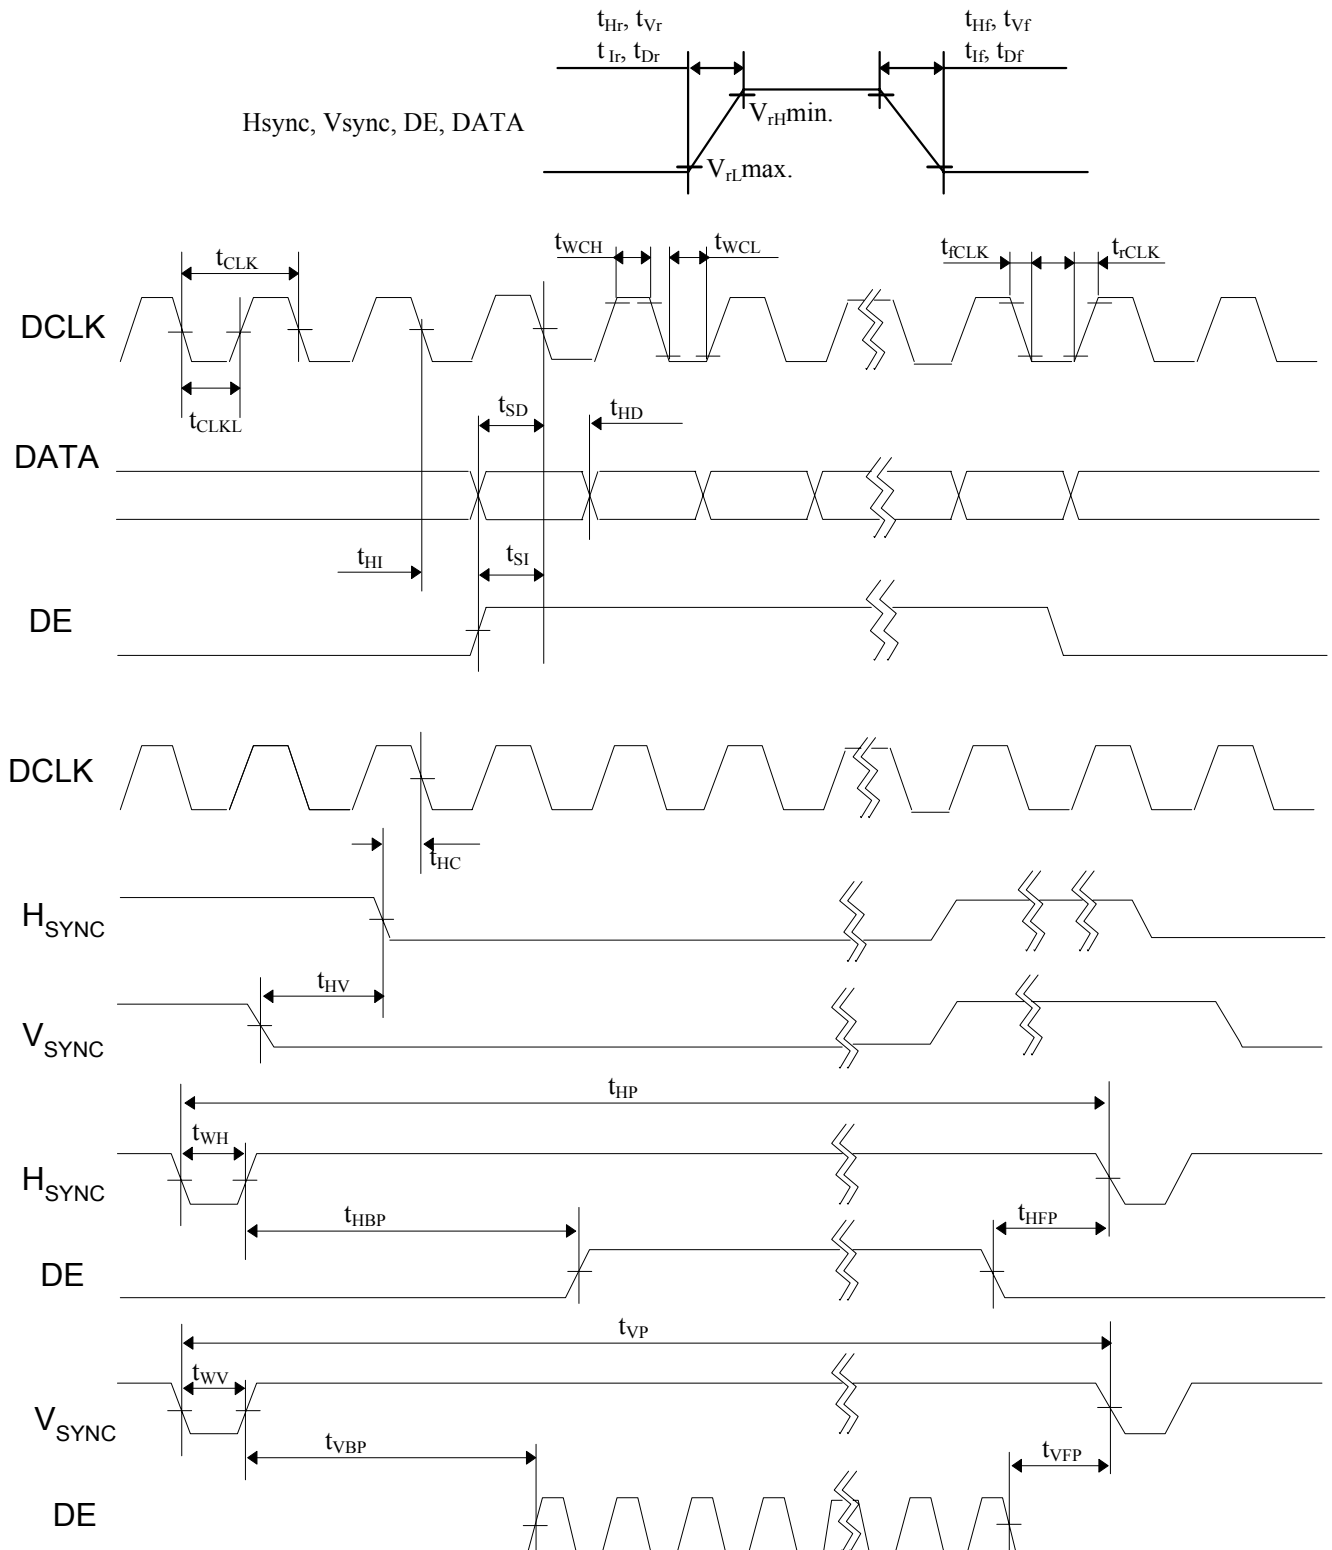 tHr, tVr
tHf, tVf
tIr, tDr
tIf, tDf
Hsync, Vsync, DE, DATA
VrHmin.
VrLmax.
tCLK
tWCH
tWCL
tfCLK
trCLK
DCLK
tCLKL
tSD
tHD
DATA
tHI
tSI
DE
DCLK
tHC
HSYNC
tHV
VSYNC
tHP
tWH
HSYNC
tHBP
tHFP
DE
tVP
tWV
VSYNC
tVBP
tVFP
DE